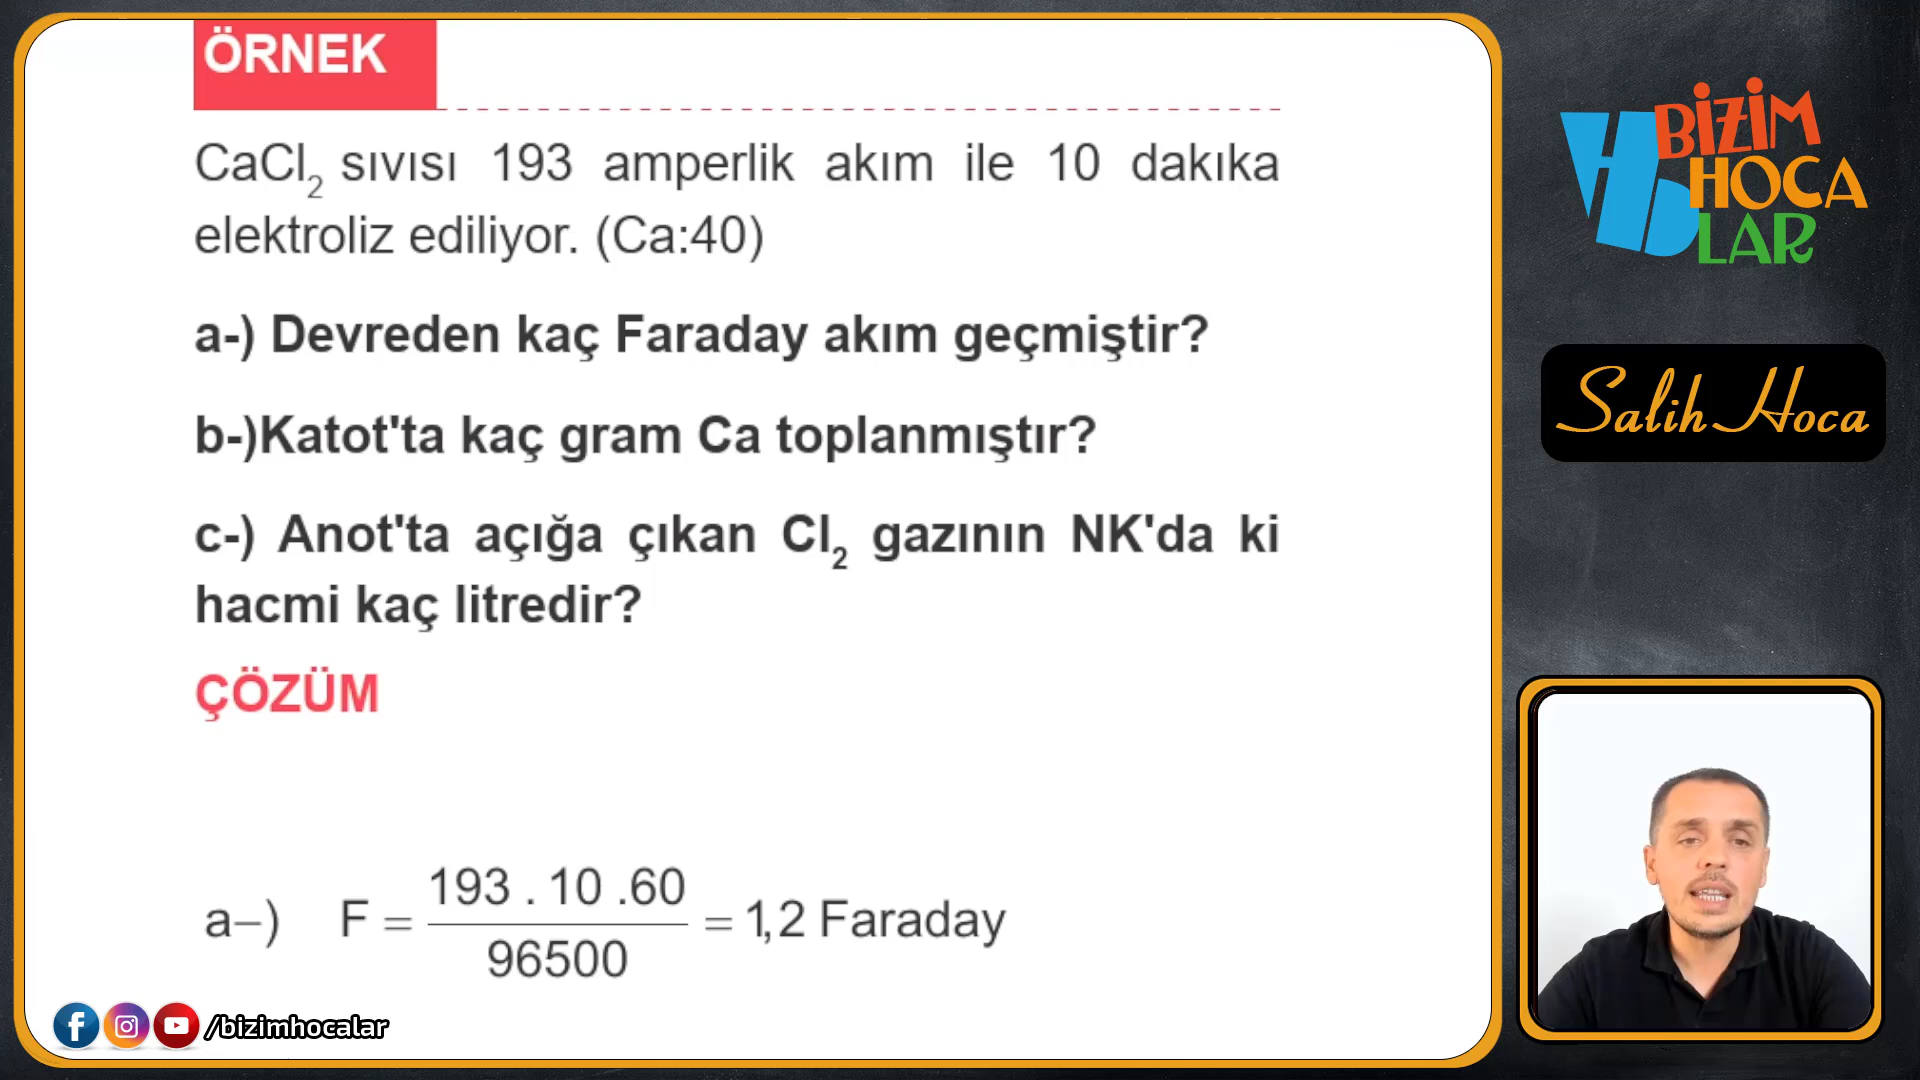 ÖRNEK
CaCl₂ sıvısı 193 amperlik akım ile 10 dakıka
elektroliz ediliyor. (Ca:40)
a-) Devreden kaç Faraday akım geçmiştir?
b-)Katot'ta kaç gram Ca toplanmıştır?
c-) Anot'ta açığa çıkan Cl₂ gazının NK'da ki
hacmi kaç litredir?
ÇÖZÜM
a–) F = 193 . 10 .60 / 96500 = 1,2 Faraday
/bizimhocalar
BİZİM
HOCA
LAR
Salih Hoca